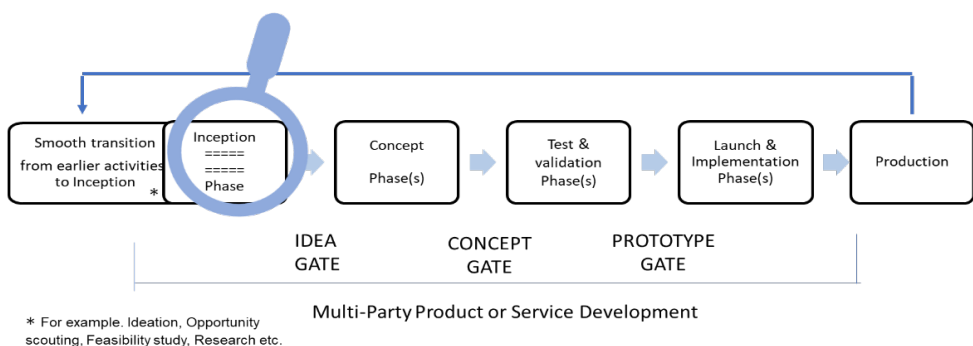 Smooth transition
from earlier activities
to Inception
*
Inception
=====
=====
Phase
Concept
Phase(s)
Test &
validation
Phase(s)
Launch &
Implementation
Phase(s)
Production
IDEA
GATE
CONCEPT
GATE
PROTOTYPE
GATE
Multi-Party Product or Service Development
* For example. Ideation, Opportunity
scouting, Feasibility study, Research etc.